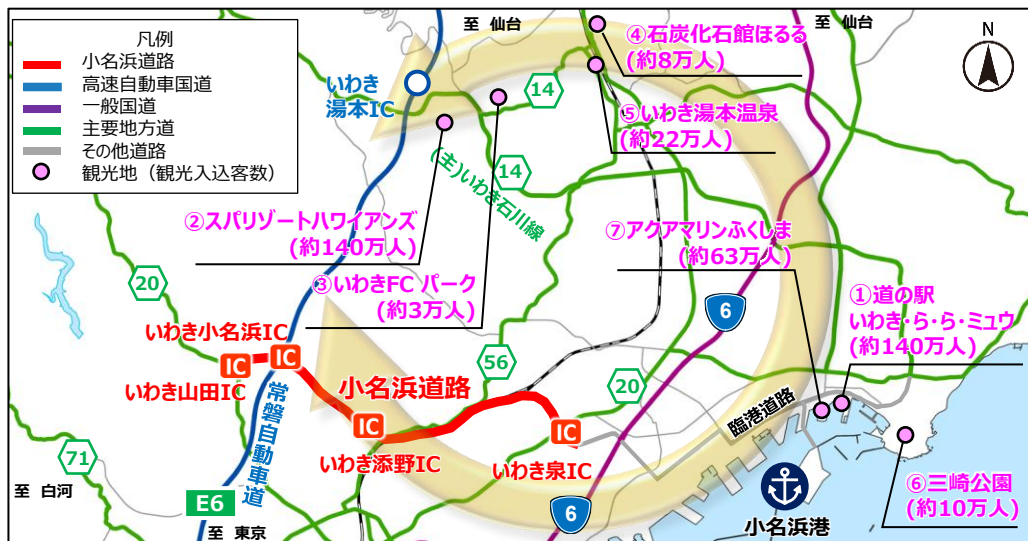 凡例
小名浜道路
高速自動車国道
一般国道
主要地方道
その他道路
観光地（観光入込客数）
至 仙台
至 仙台
N
④石炭化石館ほるる
(約8万人)
いわき
湯本IC
14
⑤いわき湯本温泉
(約22万人)
14
(主)いわき石川線
②スパリゾートハワイアンズ
(約140万人)
⑦アクアマリンふくしま
(約63万人)
③いわきFC パーク
(約3万人)
20
6
①道の駅
いわき・ら・ら・ミュウ
(約140万人)
いわき小名浜IC
IC
IC
いわき山田IC
常磐自動車道
小名浜道路
56
20
臨港道路
IC
IC
いわき添野IC
いわき泉IC
71
至 白河
E6
至 東京
6
小名浜港
⑥三崎公園
(約10万人)